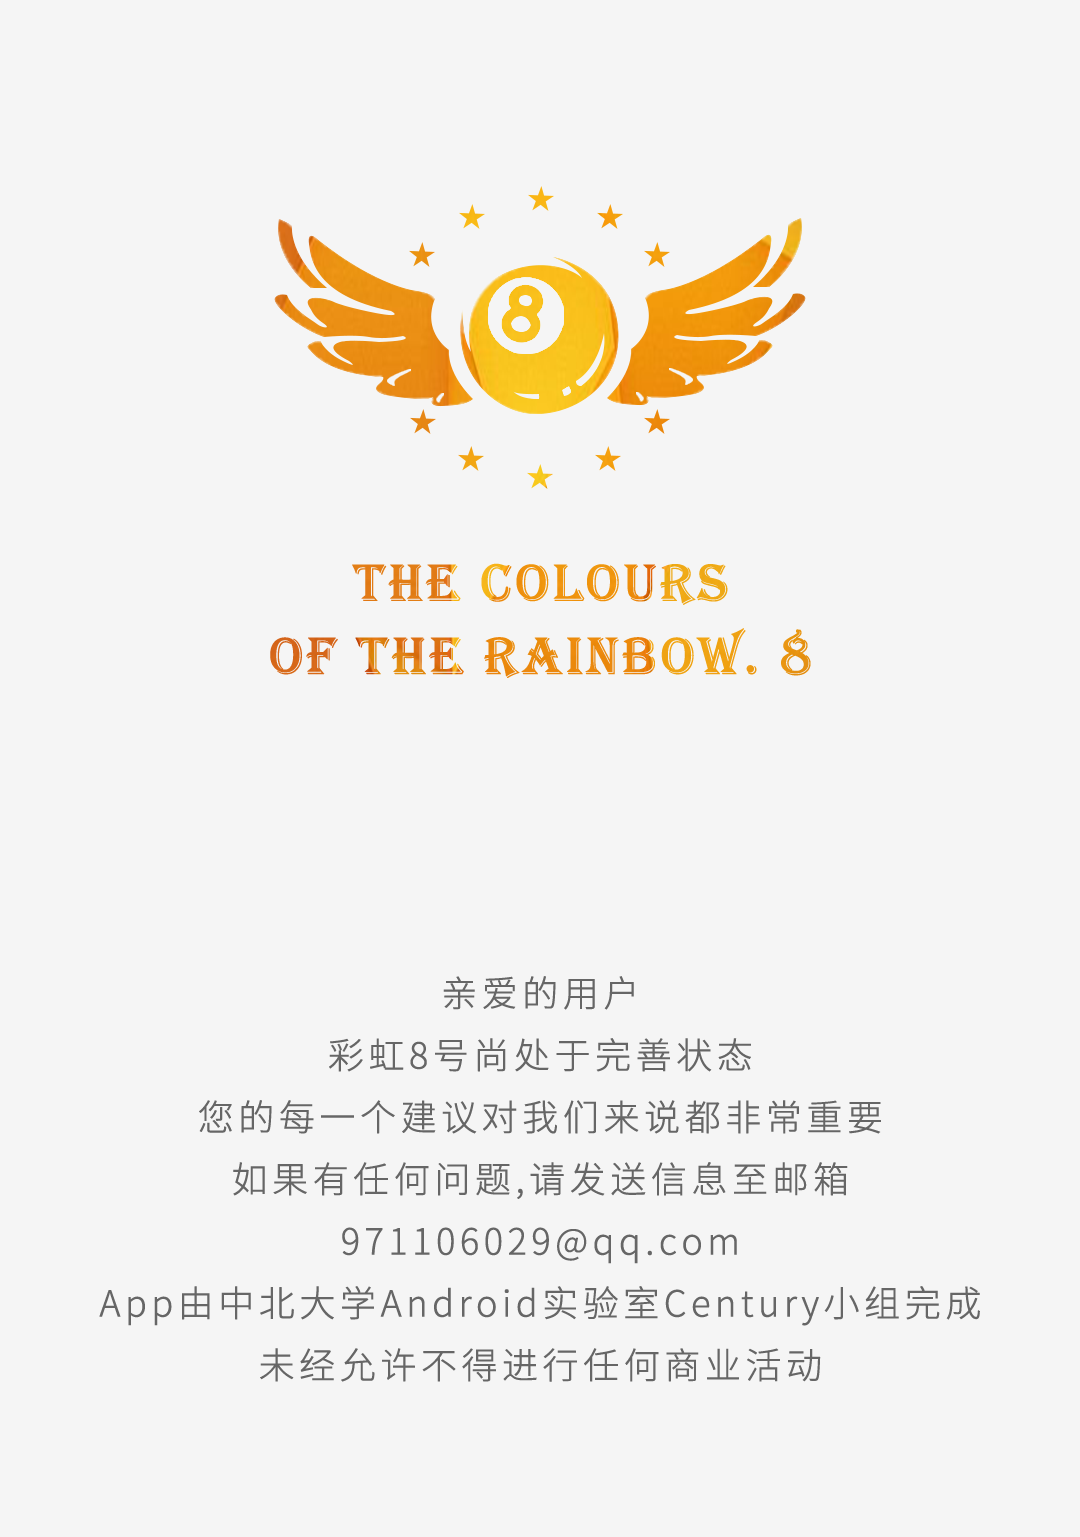 8
THE COLOURS
OF THE RAINBOW. 8
亲爱的用户
彩虹8号尚处于完善状态
您的每一个建议对我们来说都非常重要
如果有任何问题,请发送信息至邮箱
971106029@qq.com
App由中北大学Android实验室Century小组完成
未经允许不得进行任何商业活动